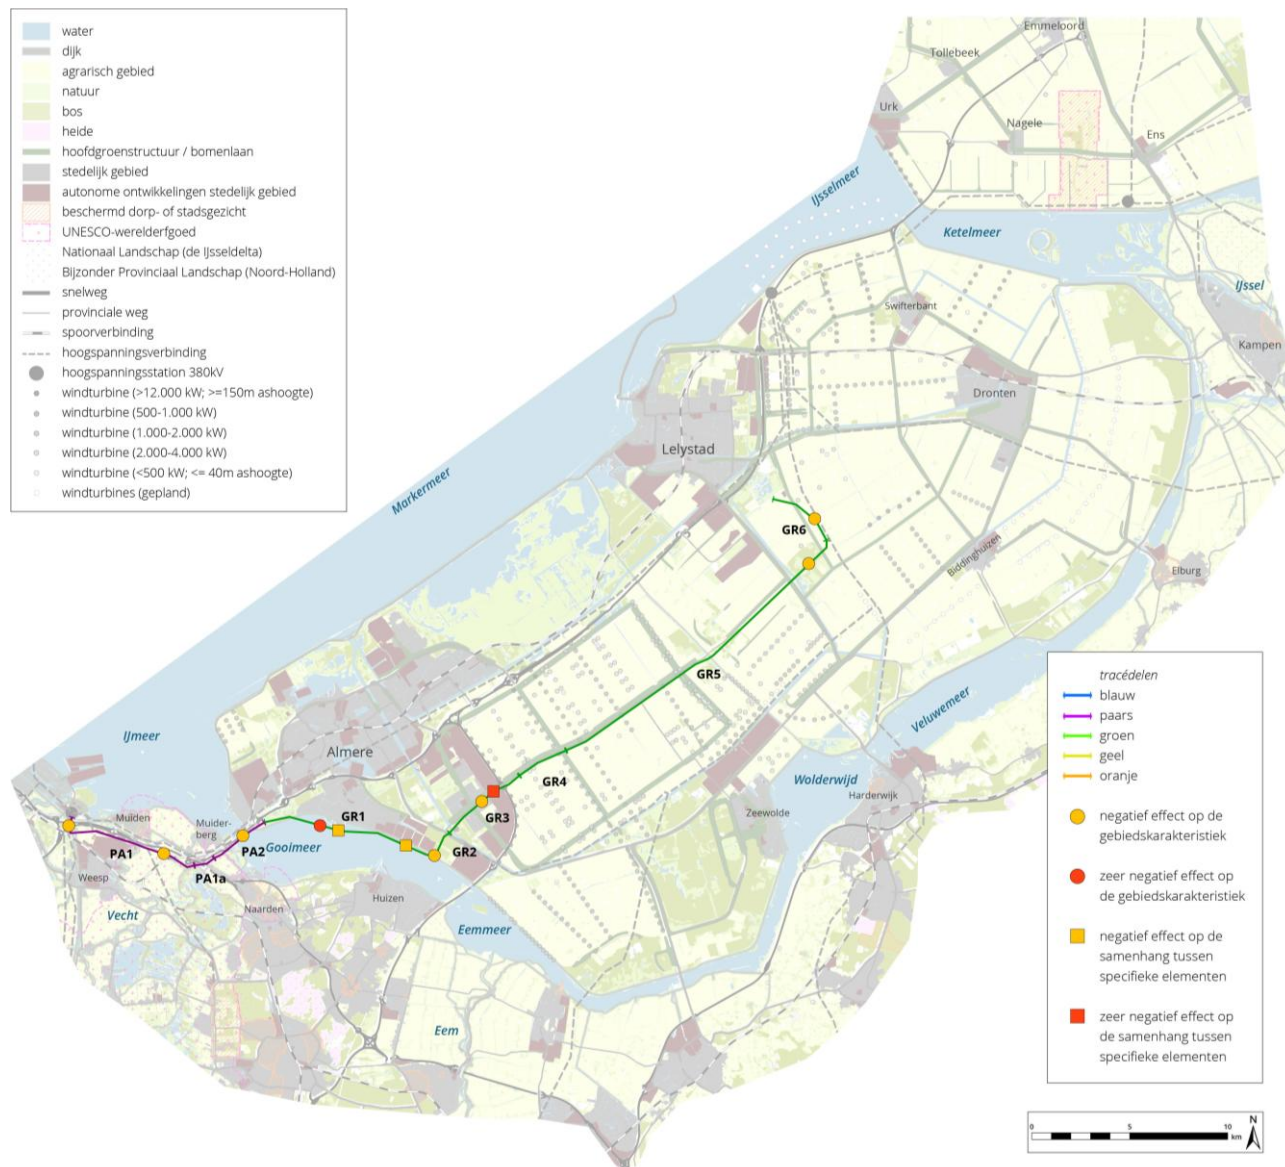 water
dijk
agrarisch gebied
natuur
bos
heide
hoofdgroenstructuur / bomenlaan
stedelijk gebied
autonome ontwikkelingen stedelijk gebied
beschermd dorp- of stadsgezicht
UNESCO-werelderfgoed
Nationaal Landschap (de IJsseldelta)
Bijzonder Provinciaal Landschap (Noord-Holland)
snelweg
provinciale weg
spoorverbinding
hoogspanningsverbinding
hoogspanningsstation 380kV
windturbine (>12.000 kW; >=150m ashoogte)
windturbine (500-1.000 kW)
windturbine (1.000-2.000 kW)
windturbine (2.000-4.000 kW)
windturbine (<500 kW; <= 40m ashoogte)
windturbines (gepland)
Emmeloord
Tollebeek
Urk
Nagele
Ens
IJsselmeer
Ketelmeer
IJssel
Swifterbant
Kampen
Dronten
Lelystad
Markermeer
GR6
Biddinghuizen
Elburg
GR5
Veluwemeer
IJmeer
Almere
GR4
Wolderwijd
Harderwijk
Zeewolde
Muiden
Muider-
berg
GR1
GR3
PA1
PA2
Gooimeer
GR2
Weesp
PA1a
Naarden
Huizen
Vecht
Eemmeer
Eem
tracédelen
blauw
paars
groen
geel
oranje
negatief effect op de
gebiedskarakteristiek
zeer negatief effect op
de gebiedskarakteristiek
negatief effect op de
samenhang tussen
specifieke elementen
zeer negatief effect op
de samenhang tussen
specifieke elementen
0 5 10
km
N